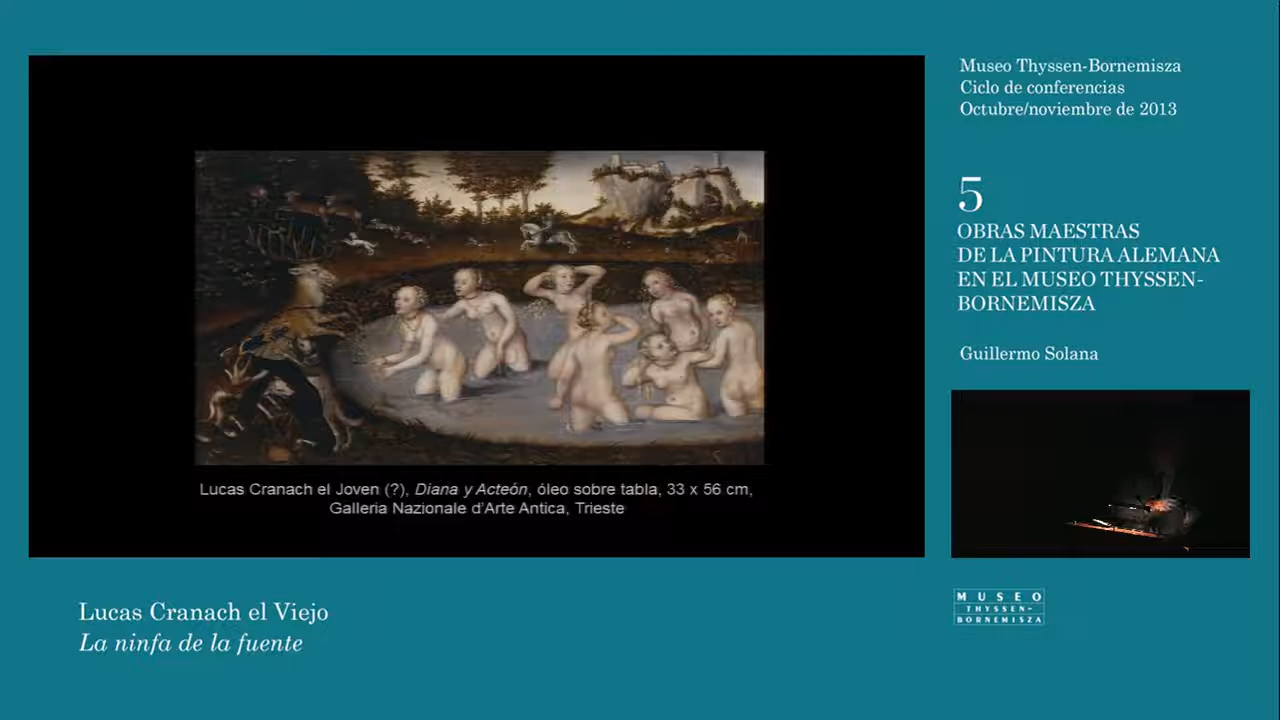 Museo Thyssen-Bornemisza
Ciclo de conferencias
Octubre/noviembre de 2013
5
OBRAS MAESTRAS
DE LA PINTURA ALEMANA
EN EL MUSEO THYSSEN-
BORNEMISZA
Guillermo Solana
Lucas Cranach el Joven (?), Diana y Acteón, óleo sobre tabla, 33 x 56 cm,
Galleria Nazionale d'Arte Antica, Trieste
Lucas Cranach el Viejo
La ninfa de la fuente
MUSEO
THYSSEN-
BORNEMISZA